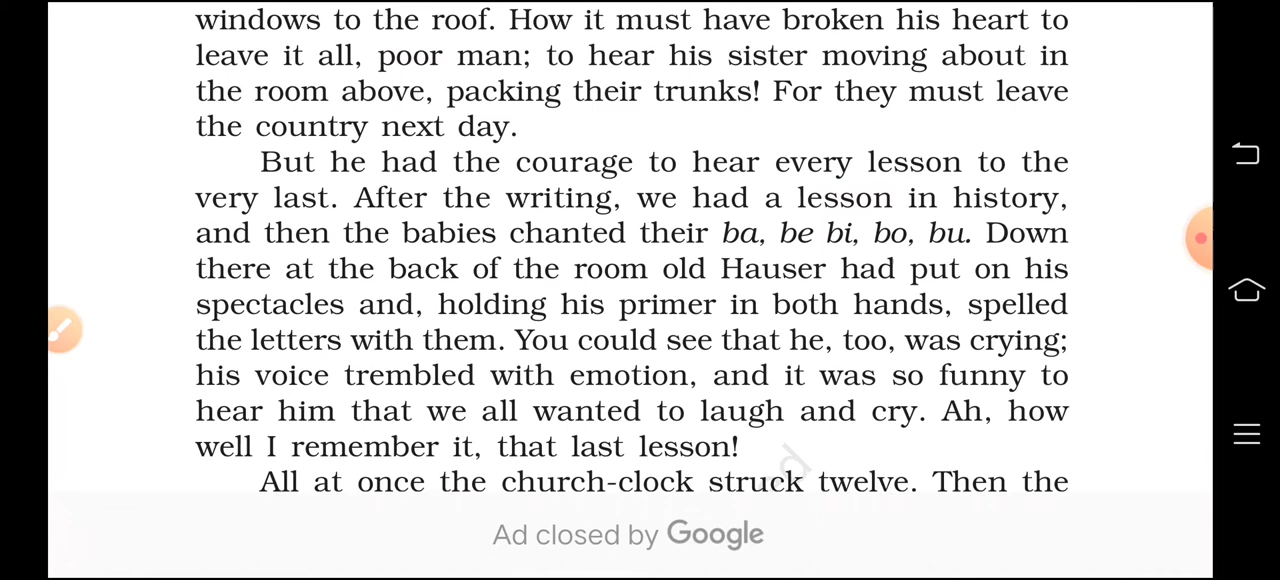 windows to the roof. How it must have broken his heart to
leave it all, poor man; to hear his sister moving about in
the room above, packing their trunks! For they must leave
the country next day.
But he had the courage to hear every lesson to the
very last. After the writing, we had a lesson in history,
and then the babies chanted their ba, be bi, bo, bu. Down
there at the back of the room old Hauser had put on his
spectacles and, holding his primer in both hands, spelled
the letters with them. You could see that he, too, was crying;
his voice trembled with emotion, and it was so funny to
hear him that we all wanted to laugh and cry. Ah, how
well I remember it, that last lesson!
d
All at once the church-clock struck twelve. Then the
Ad closed by Google